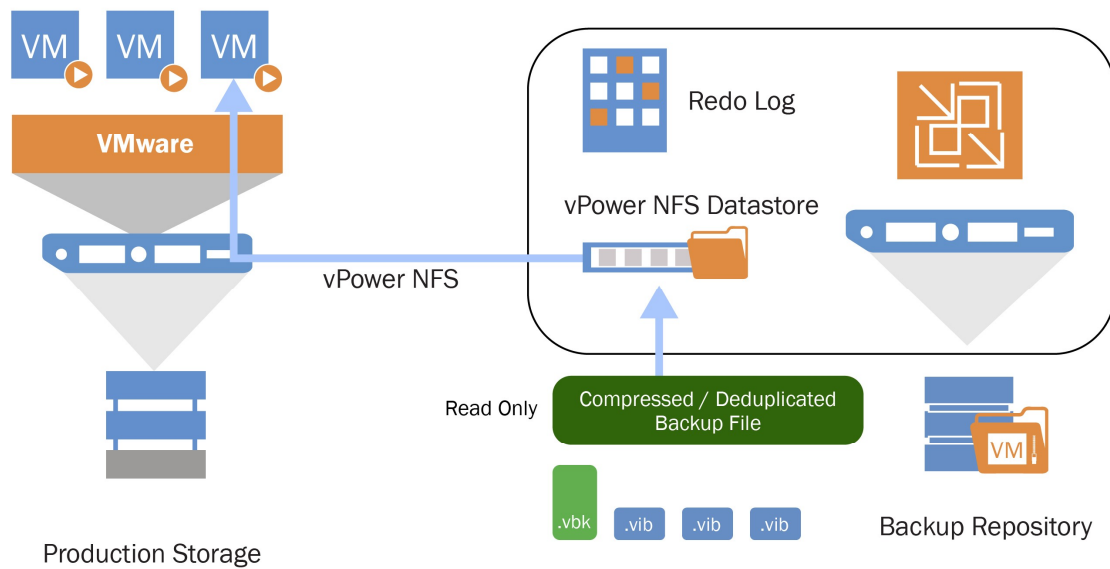 VM
VM
VM
VMware
Redo Log
vPower NFS Datastore
vPower NFS
Read Only
Compressed / Deduplicated
Backup File
VM
.vbk
.vib
.vib
.vib
Backup Repository
Production Storage